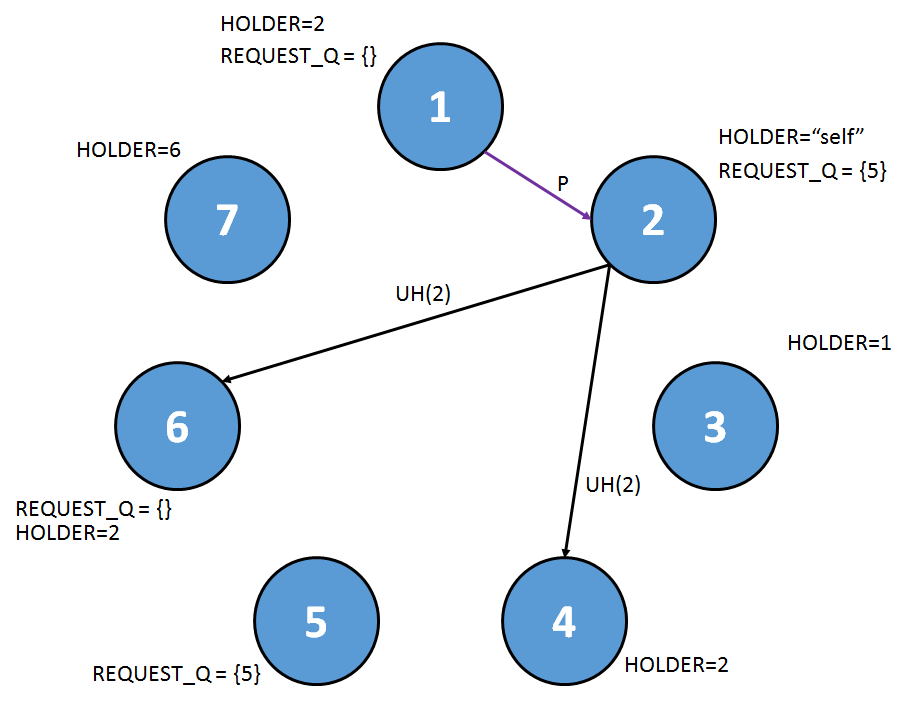 HOLDER=2
REQUEST_Q = {}
1
HOLDER=6
HOLDER=“self”
REQUEST_Q = {5}
P
7
2
UH(2)
HOLDER=1
6
3
UH(2)
REQUEST_Q = {}
HOLDER=2
5
4
REQUEST_Q = {5}
HOLDER=2